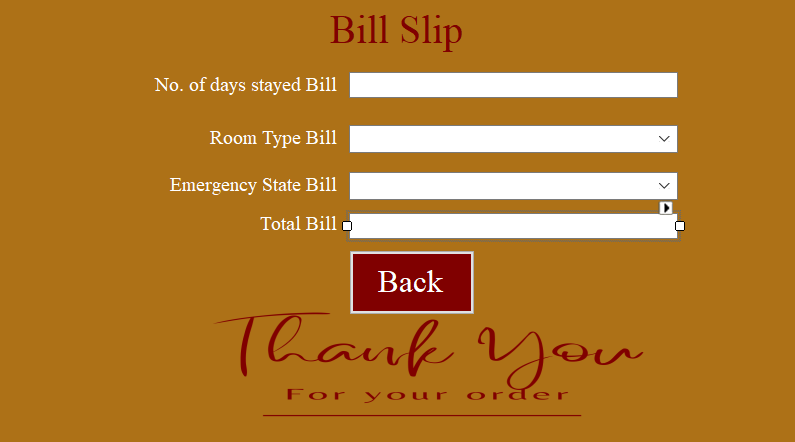 Bill Slip
No. of days stayed Bill
Room Type Bill
Emergency State Bill
Total Bill
Back
Thank You
For your order